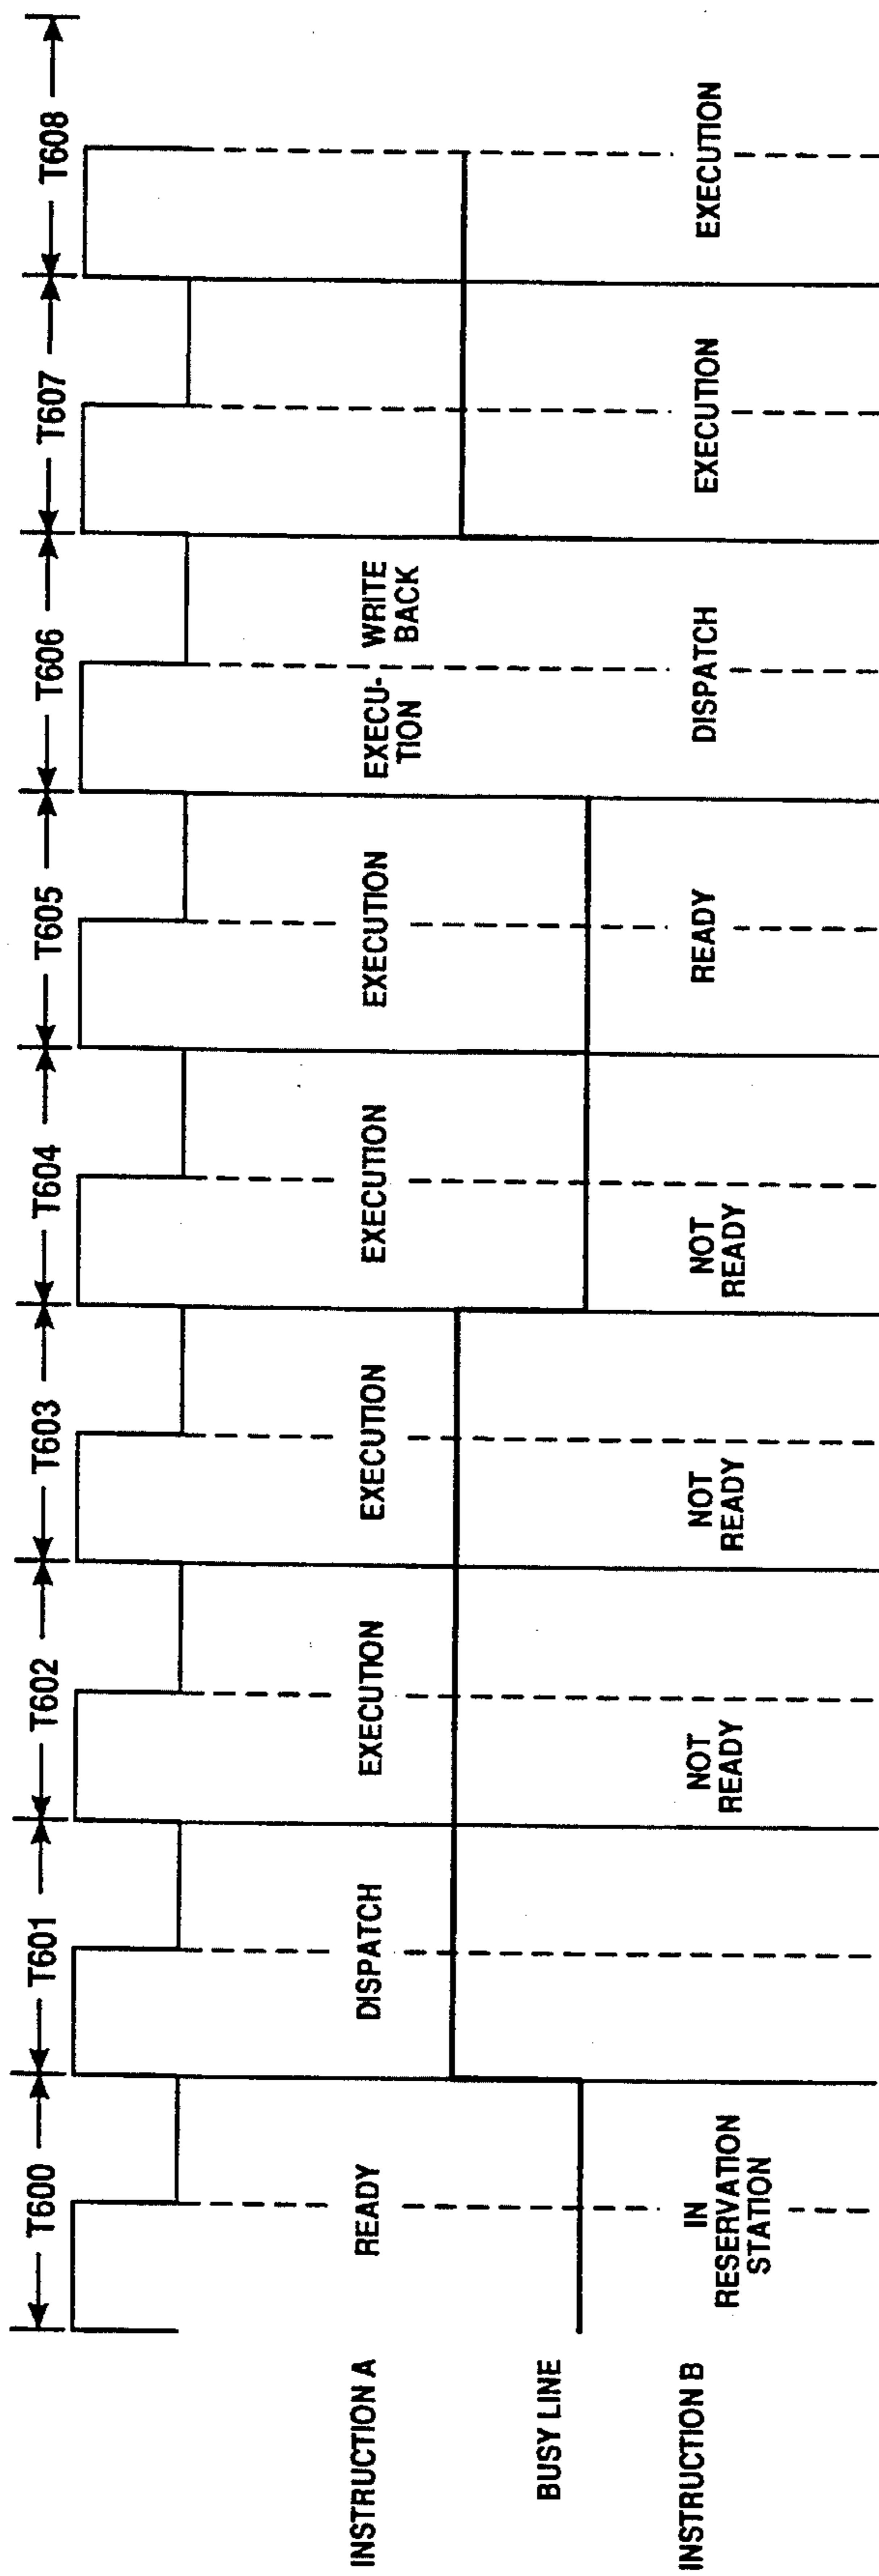 T600 T601 T602 T603 T604 T605 T606 T607 T608
INSTRUCTION A
READY
DISPATCH
EXECUTION
EXECUTION
EXECUTION
EXECUTION
EXECU-
TION
WRITE
BACK
BUSY LINE
INSTRUCTION B
IN
RESERVATION
STATION
NOT
READY
NOT
READY
NOT
READY
READY
DISPATCH
EXECUTION
EXECUTION